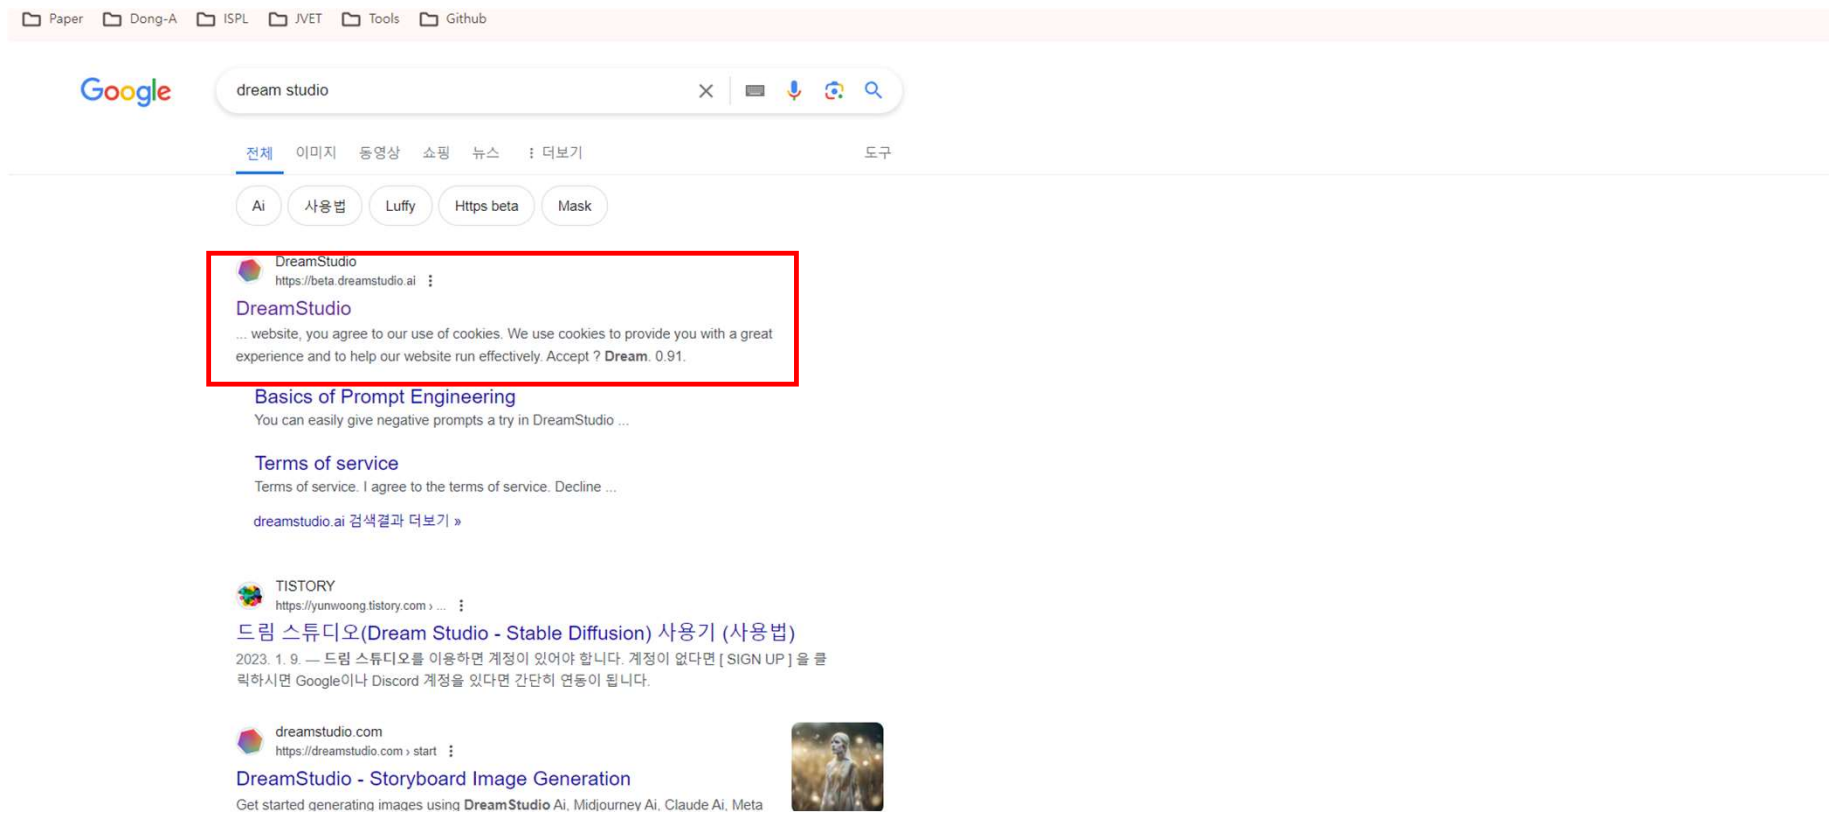 Paper Dong-A ISPL JVET Tools Github
Google dream studio
전체 이미지 동영상 쇼핑 뉴스 : 더보기 도구
Ai 사용법 Luffy Https beta Mask
DreamStudio
https://beta.dreamstudio.ai
DreamStudio
... website, you agree to our use of cookies. We use cookies to provide you with a great
experience and to help our website run effectively. Accept ? Dream. 0.91.
Basics of Prompt Engineering
You can easily give negative prompts a try in DreamStudio ...
Terms of service
Terms of service. I agree to the terms of service. Decline ...
dreamstudio.ai 검색결과 더보기 »
TISTORY
https://yunwoong.tistory.com › ...
드림 스튜디오(Dream Studio - Stable Diffusion) 사용기 (사용법)
2023. 1. 9. — 드림 스튜디오를 이용하면 계정이 있어야 합니다. 계정이 없다면 [ SIGN UP ] 을 클
릭하시면 Google이나 Discord 계정을 있다면 간단히 연동이 됩니다.
dreamstudio.com
https://dreamstudio.com › start
DreamStudio - Storyboard Image Generation
Get started generating images using DreamStudio Ai, Midjourney Ai, Claude Ai, Meta